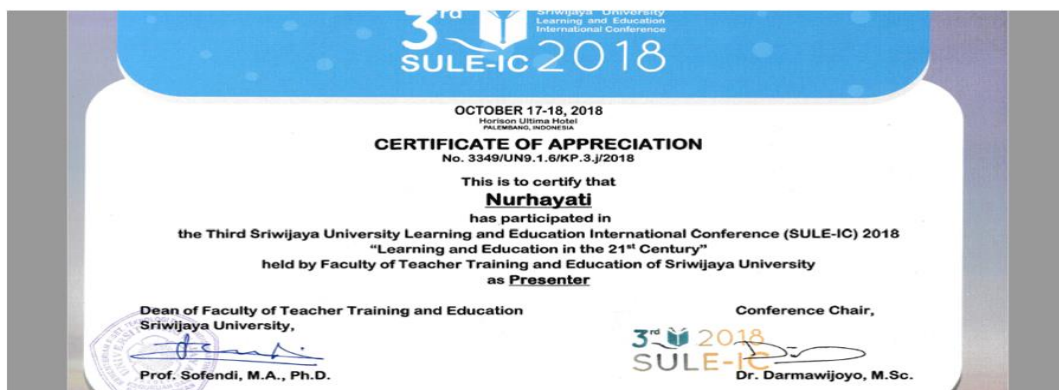 3rd
Sriwijaya University
Learning and Education
International Conference
SULE-IC 2018
OCTOBER 17-18, 2018
Horison Ultima Hotel
PALEMBANG, INDONESIA
CERTIFICATE OF APPRECIATION
No. 3349/UN9.1.6/KP.3.j/2018
This is to certify that
Nurhayati
has participated in
the Third Sriwijaya University Learning and Education International Conference (SULE-IC) 2018
“Learning and Education in the 21st Century”
held by Faculty of Teacher Training and Education of Sriwijaya University
as Presenter
Dean of Faculty of Teacher Training and Education
Sriwijaya University,
Prof. Sofendi, M.A., Ph.D.
Conference Chair,
3rd 2018
SULE-IC
Dr. Darmawijoyo, M.Sc.